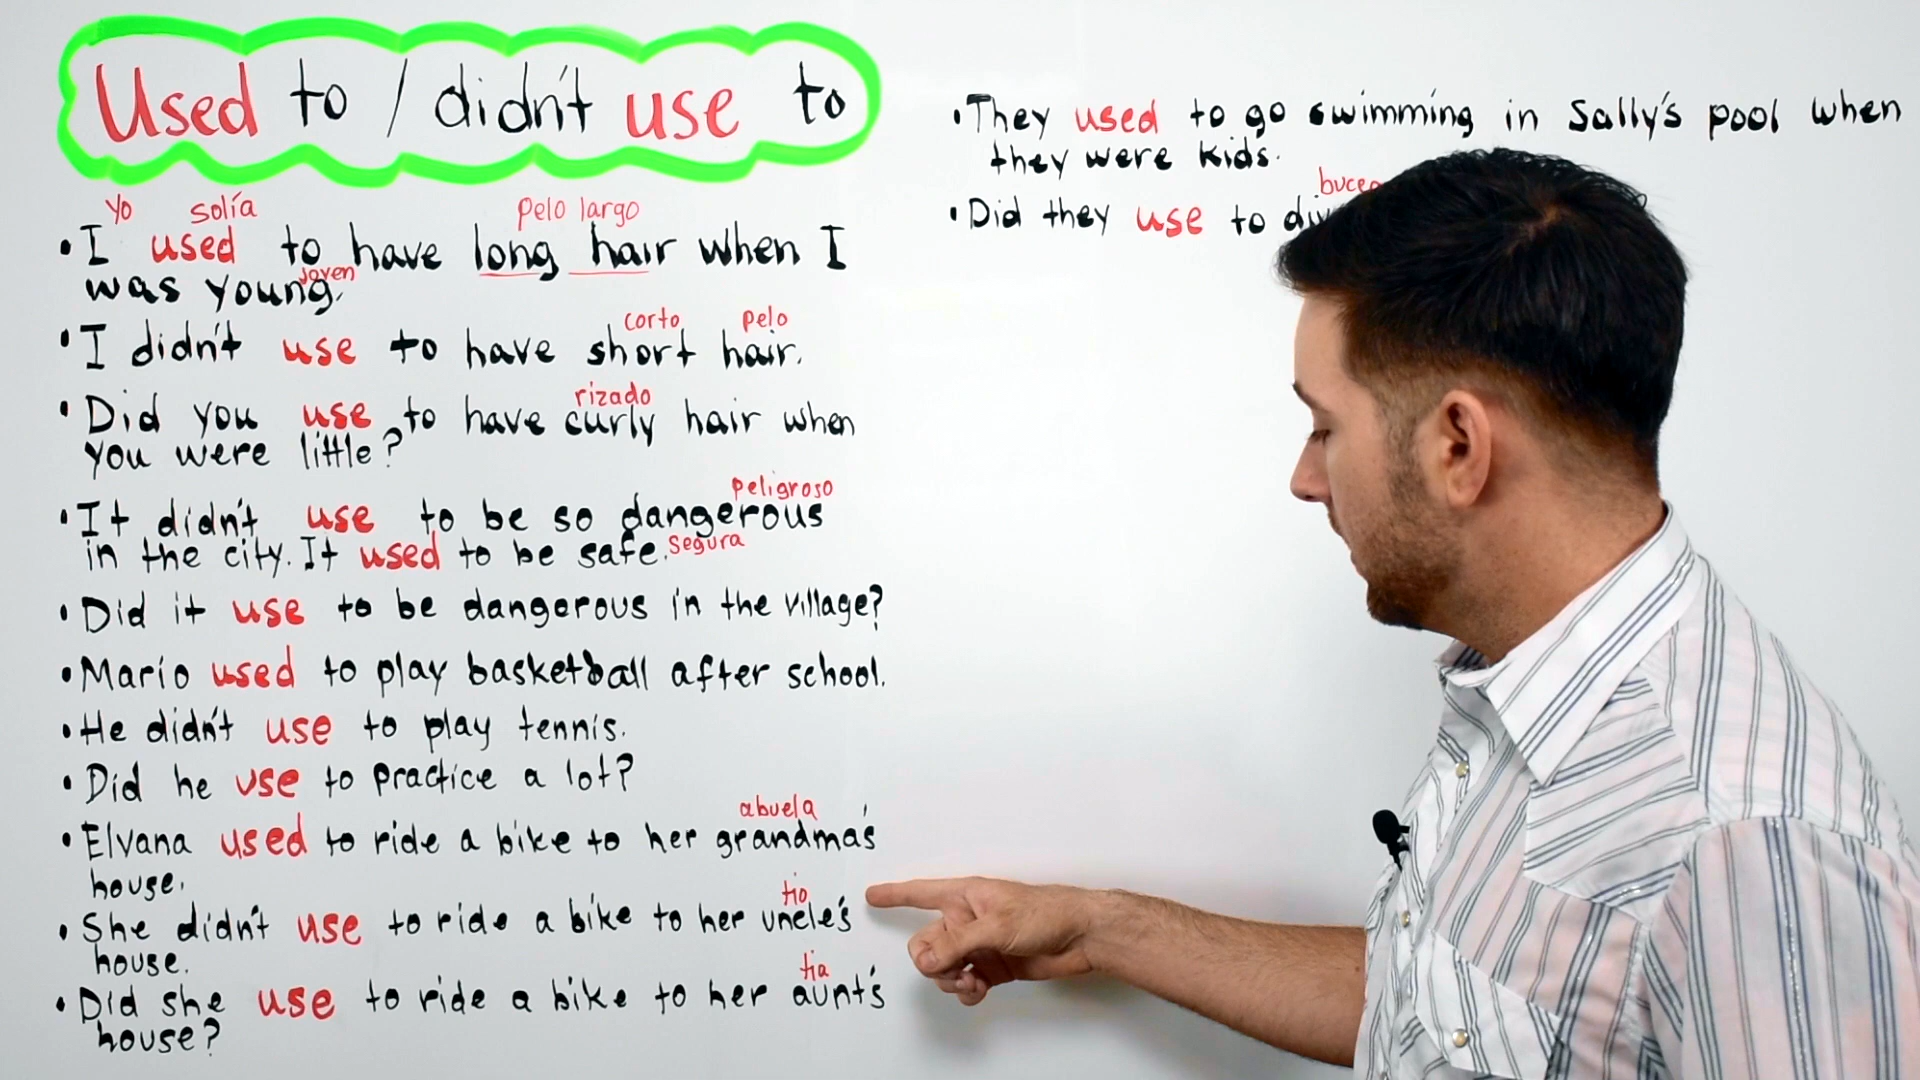 Used to / didn't use to
yo solía pelo largo
• I used to have long hair when I
joven
was young.
corto pelo
• I didn't use to have short hair.
rizado
• Did you use to have curly hair when
you were little?
peligroso
• It didn't use to be so dangerous
in the city. It used to be safe. segura
• Did it use to be dangerous in the village?
• Mario used to play basketball after school.
• He didn't use to play tennis.
• Did he use to practice a lot?
abuela
• Elvana used to ride a bike to her grandma's
house.
tio
• She didn't use to ride a bike to her uncle's
house.
tia
• Did she use to ride a bike to her aunt's
house?
• They used to go swimming in Sally's pool when
they were kids.
• Did they use to